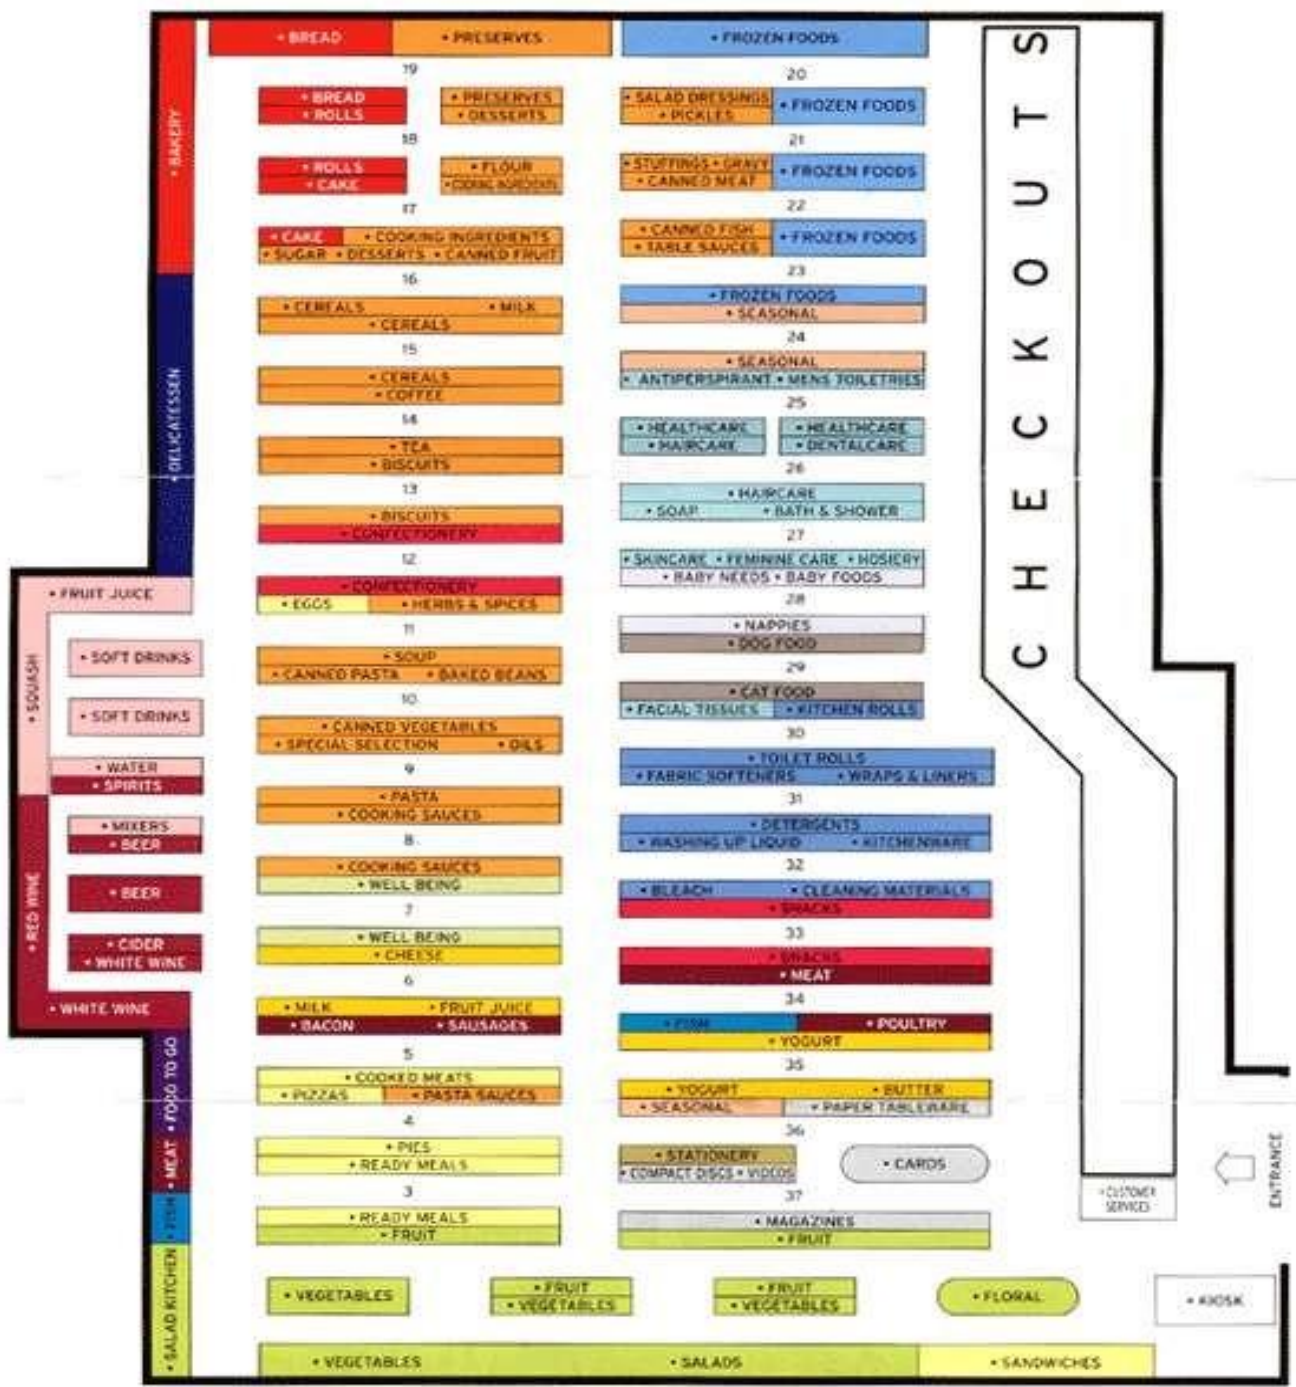 • BREAD • PRESERVES
19
• BREAD • PRESERVES
• ROLLS • DESSERTS
18
• ROLLS • FLOUR
• CAKE • COOKING INGREDIENTS
17
• CAKE • COOKING INGREDIENTS
• SUGAR • DESSERTS • CANNED FRUIT
16
• CEREALS • MILK
• CEREALS
15
• CEREALS
• COFFEE
14
• TEA
• BISCUITS
13
• BISCUITS
• CONFECTIONERY
12
• CONFECTIONERY
• EGGS • HERBS & SPICES
11
• SOUP
• CANNED PASTA • BAKED BEANS
10
• CANNED VEGETABLES
• SPECIAL SELECTION • OILS
9
• PASTA
• COOKING SAUCES
8
• COOKING SAUCES
• WELL BEING
7
• WELL BEING
• CHEESE
6
• MILK • FRUIT JUICE
• BACON • SAUSAGES
5
• COOKED MEATS
• PIZZAS • PASTA SAUCES
4
• PIES
• READY MEALS
3
• READY MEALS
• FRUIT
• FROZEN FOODS
20
• SALAD DRESSINGS • FROZEN FOODS
• PICKLES
21
• STUFFINGS • GRAVY • FROZEN FOODS
• CANNED MEAT
22
• CANNED FISH • FROZEN FOODS
• TABLE SAUCES
23
• FROZEN FOODS
• SEASONAL
24
• SEASONAL
• ANTIPERSPIRANT • MENS TOILETRIES
25
• HEALTHCARE • HEALTHCARE
• HAIRCARE • DENTALCARE
26
• HAIRCARE
• SOAP • BATH & SHOWER
27
• SKINCARE • FEMININE CARE • HOSIERY
• BABY NEEDS • BABY FOODS
28
• NAPPIES
• DOG FOOD
29
• CAT FOOD
• FACIAL TISSUES • KITCHEN ROLLS
30
• TOILET ROLLS
• FABRIC SOFTENERS • WRAPS & LINERS
31
• DETERGENTS
• WASHING UP LIQUID • KITCHENWARE
32
• BLEACH • CLEANING MATERIALS
• SNACKS
33
• SNACKS
• MEAT
34
• FISH • POULTRY
• YOGURT
35
• YOGURT • BUTTER
• SEASONAL • PAPER TABLEWARE
36
• STATIONERY • CARDS
• COMPACT DISCS • VIDEOS
37
• MAGAZINES
• FRUIT
• BAKERY
• DELICATESSEN
• FRUIT JUICE
• SQUASH
• SOFT DRINKS
• SOFT DRINKS
• WATER
• SPIRITS
• MIXERS
• BEER
• BEER
• CIDER
• WHITE WINE
• RED WINE
• WHITE WINE
• FOOD TO GO
• MEAT
• FISH
• SALAD KITCHEN
• VEGETABLES
• FRUIT
• VEGETABLES
• FRUIT
• VEGETABLES
• FLORAL
• KIOSK
• VEGETABLES • SALADS • SANDWICHES
CHECKOUTS
• CUSTOMER
SERVICES
ENTRANCE